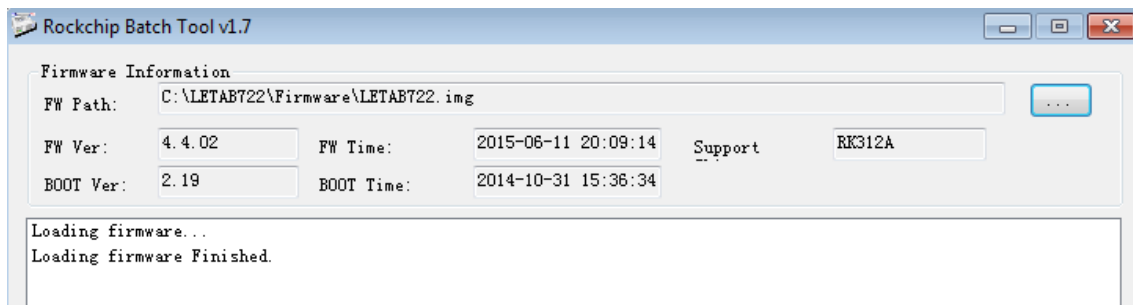 Rockchip Batch Tool v1.7
Firmware Information
FW Path: C:\LETAB722\Firmware\LETAB722.img ...
FW Ver: 4.4.02 FW Time: 2015-06-11 20:09:14 Support RK312A
BOOT Ver: 2.19 BOOT Time: 2014-10-31 15:36:34
Loading firmware...
Loading firmware Finished.